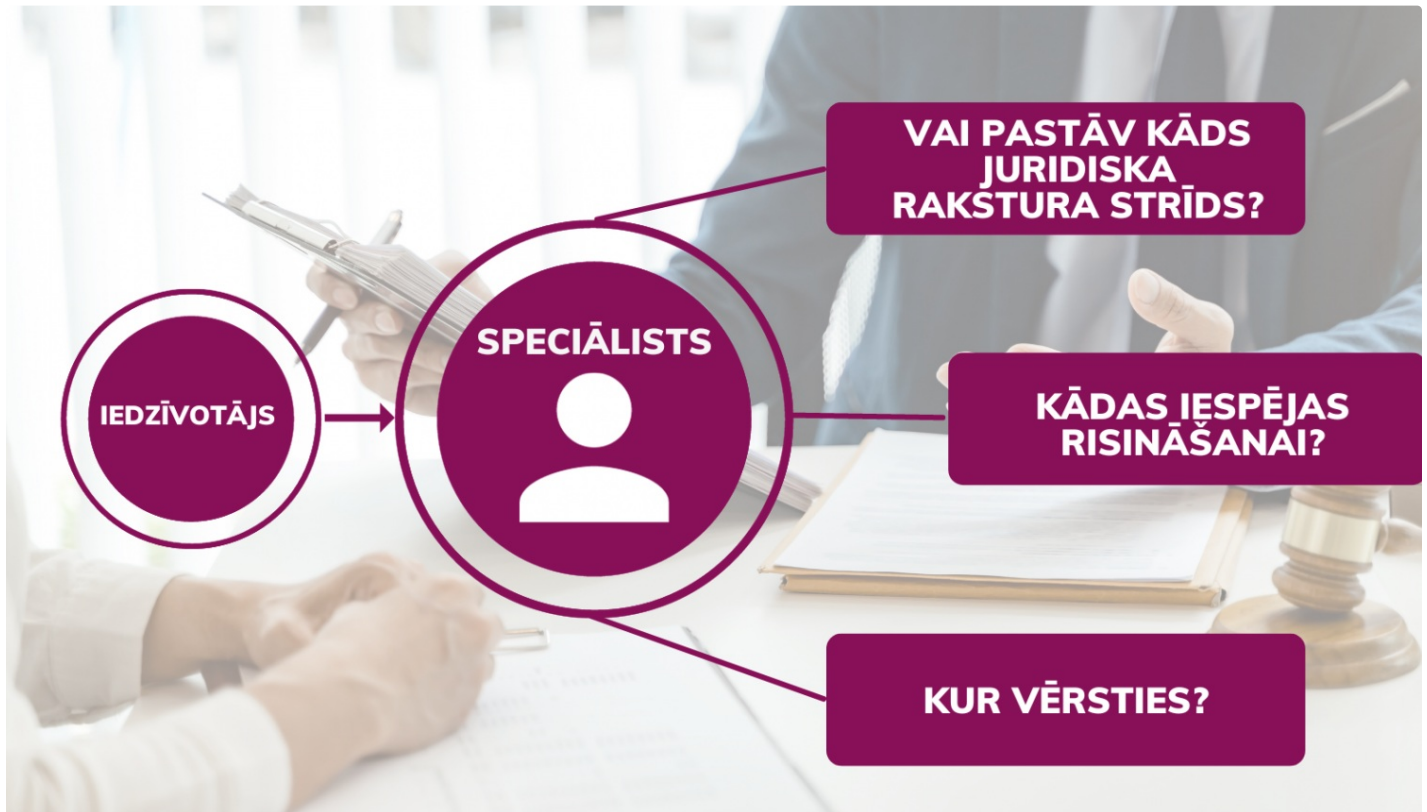 VAI PASTĀV KĀDS
JURIDISKA
RAKSTURA STRĪDS?
SPECIĀLISTS
IEDZĪVOTĀJS
KĀDAS IESPĒJAS
RISINĀŠANAI?
KUR VĒRSTIES?